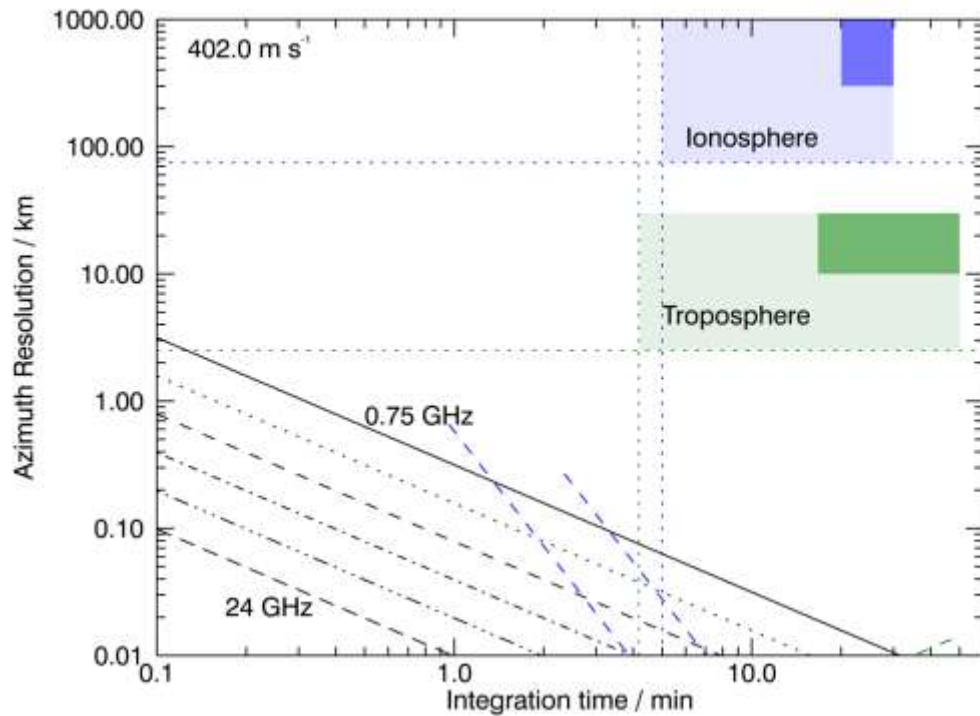 1000.00
402.0 m s⁻¹
Ionosphere
100.00
10.00
Troposphere
1.00
0.75 GHz
0.10
24 GHz
0.01
0.1
1.0
10.0
Azimuth Resolution / km
Integration time / min